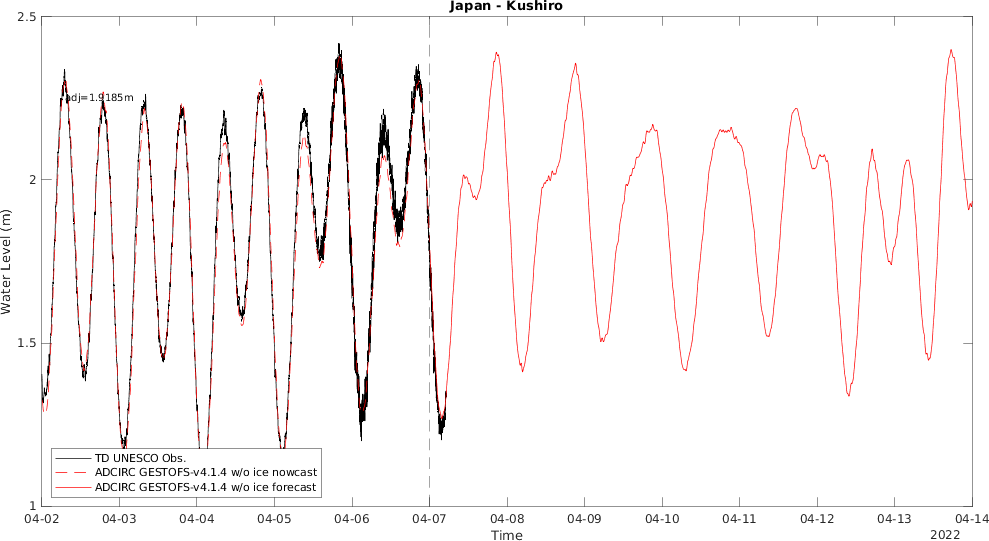 Japan - Kushiro
2.5
adj=1.9185m
2
Water Level (m)
1.5
TD UNESCO Obs.
ADCIRC GESTOFS-v4.1.4 w/o ice nowcast
ADCIRC GESTOFS-v4.1.4 w/o ice forecast
1
04-02 04-03 04-04 04-05 04-06 04-07 04-08 04-09 04-10 04-11 04-12 04-13 04-14
Time
2022